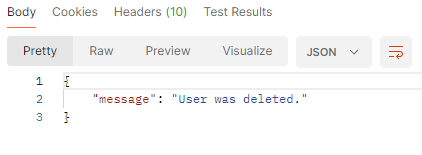 Body Cookies Headers (10) Test Results
Pretty Raw Preview Visualize JSON
1 {
2 "message": "User was deleted."
3 }